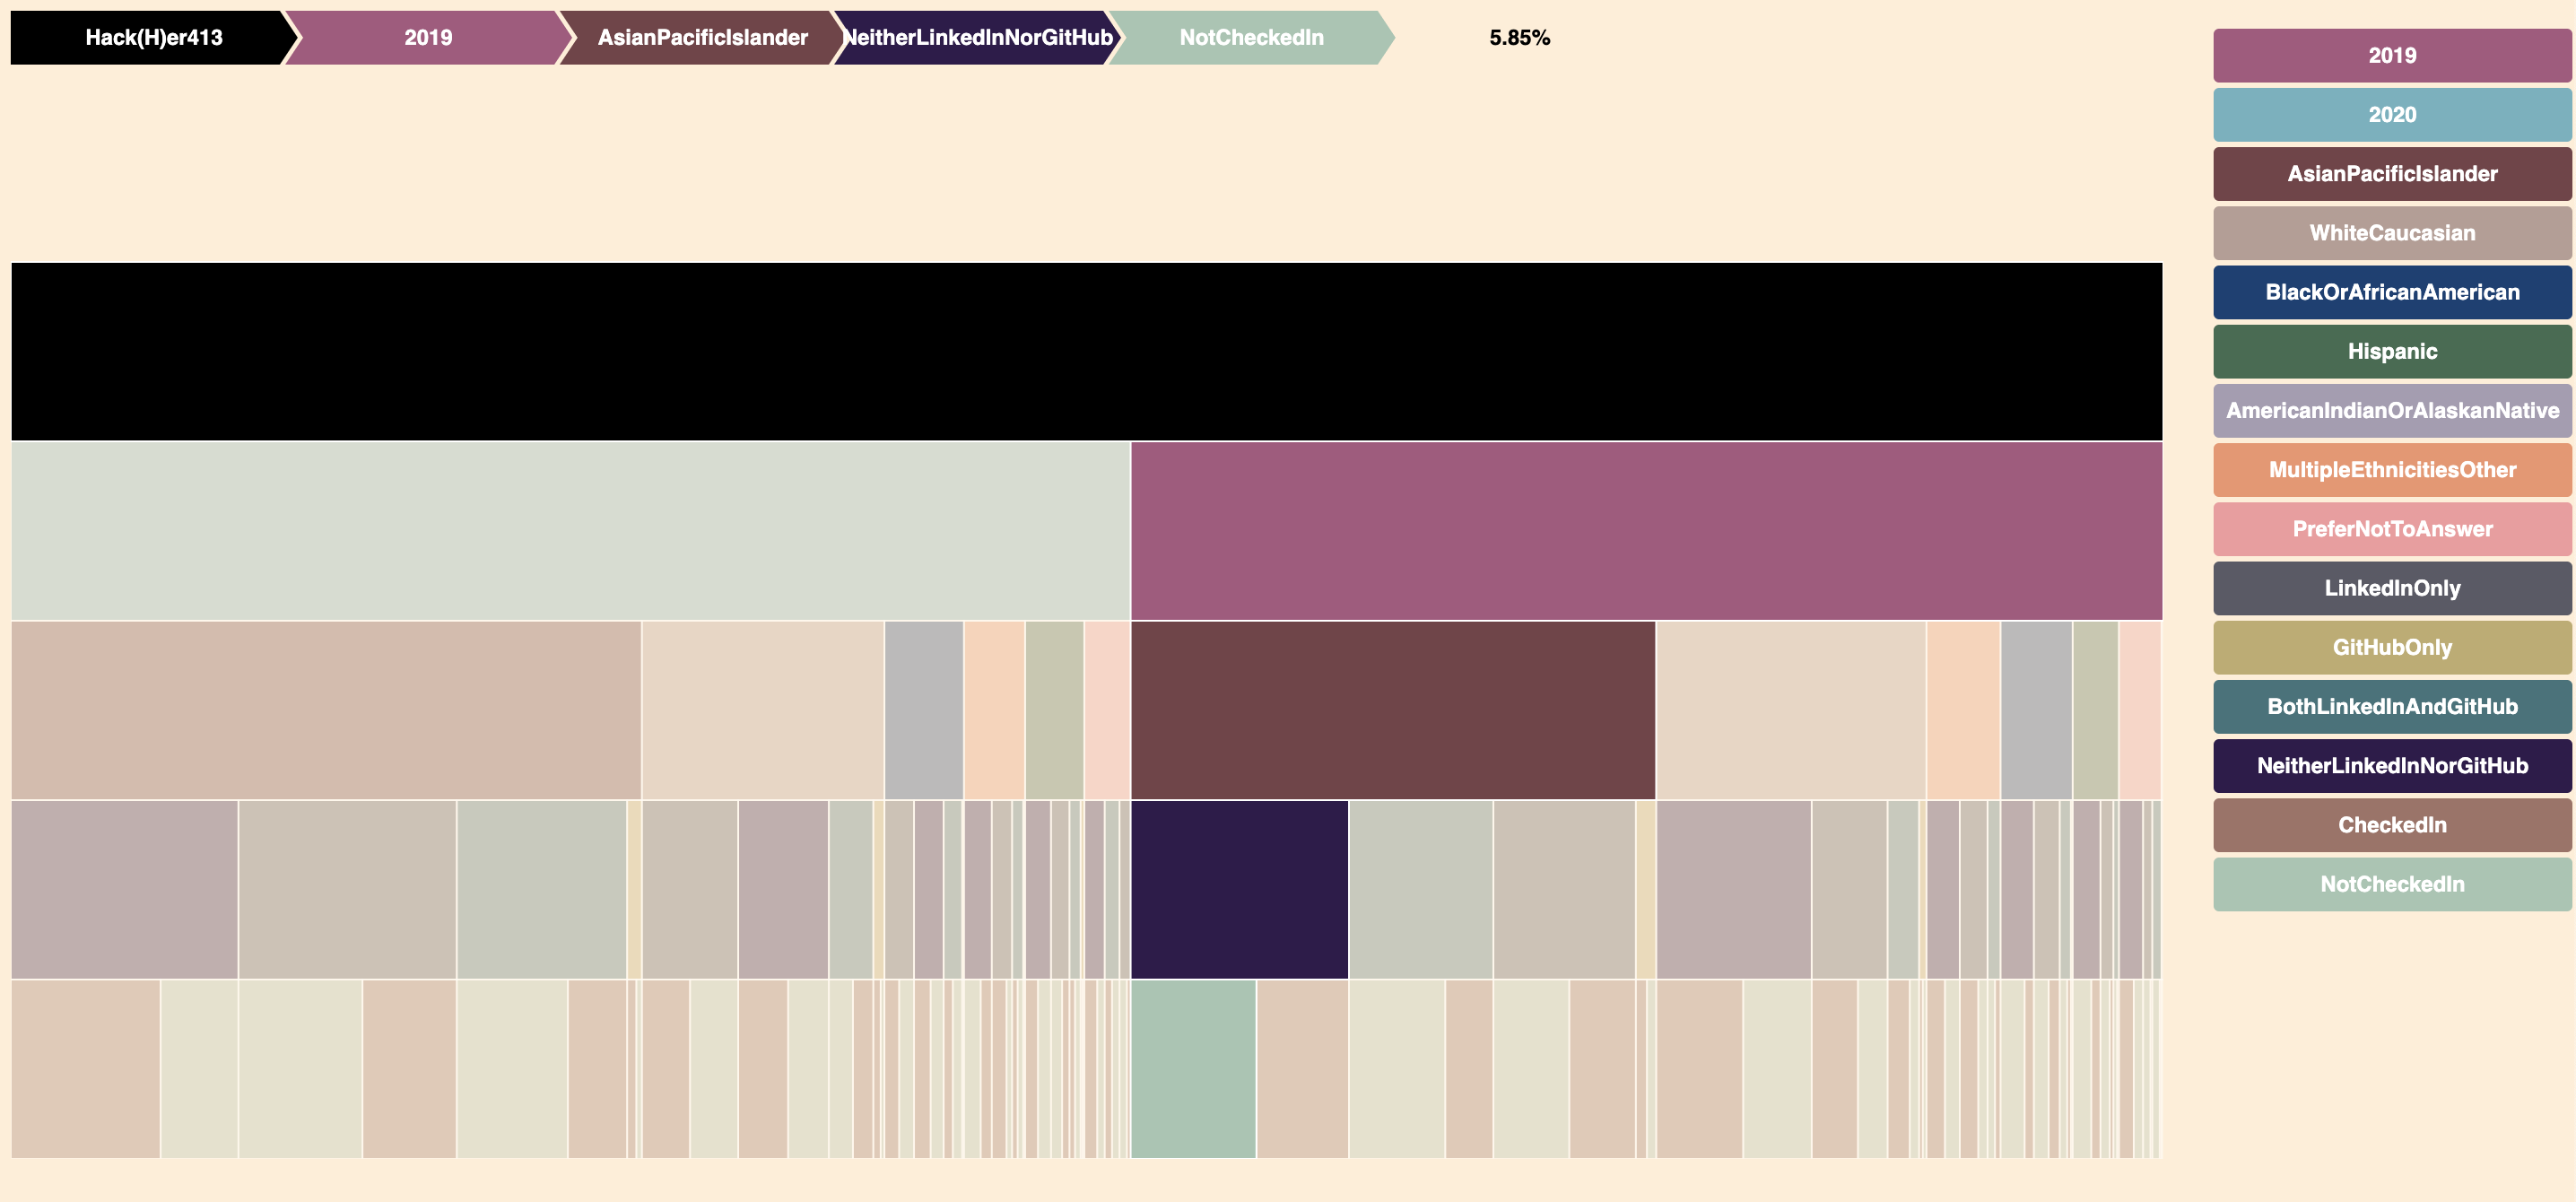 Hack(H)er413
2019
AsianPacificIslander
NeitherLinkedInNorGitHub
NotCheckedIn
5.85%
2019
2020
AsianPacificIslander
WhiteCaucasian
BlackOrAfricanAmerican
Hispanic
AmericanIndianOrAlaskanNative
MultipleEthnicitiesOther
PreferNotToAnswer
LinkedInOnly
GitHubOnly
BothLinkedInAndGitHub
NeitherLinkedInNorGitHub
CheckedIn
NotCheckedIn